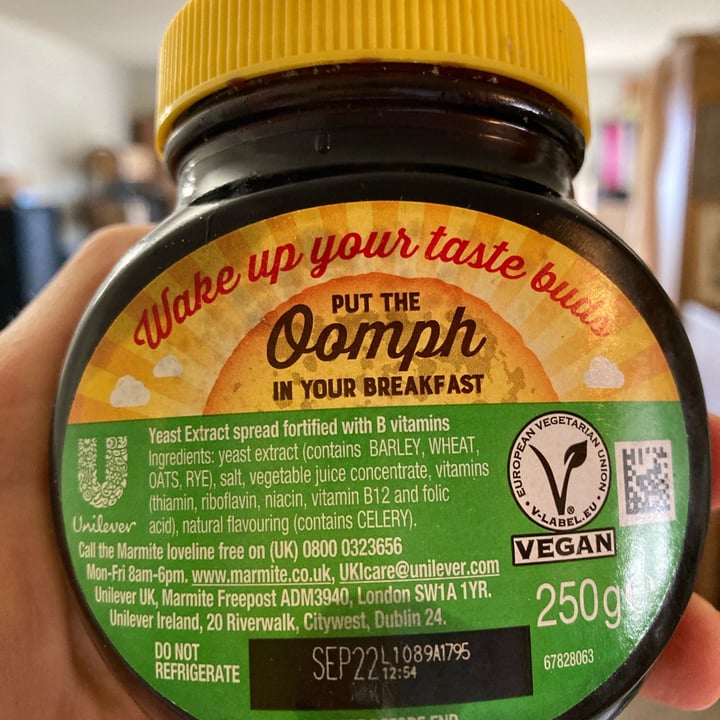 Wake up your taste buds
PUT THE
Oomph
IN YOUR BREAKFAST
Yeast Extract spread fortified with B vitamins
Ingredients: yeast extract (contains BARLEY, WHEAT,
OATS, RYE), salt, vegetable juice concentrate, vitamins
(thiamin, riboflavin, niacin, vitamin B12 and folic
acid), natural flavouring (contains CELERY).
Unilever
EUROPEAN VEGETARIAN UNION
V-LABEL.EU
VEGAN
Call the Marmite loveline free on (UK) 0800 0323656
Mon-Fri 8am-6pm. www.marmite.co.uk, UKIcare@unilever.com
Unilever UK, Marmite Freepost ADM3940, London SW1A 1YR.
Unilever Ireland, 20 Riverwalk, Citywest, Dublin 24.
250g
DO NOT
REFRIGERATE
SEP22 L1089A1795
12:54
67828063
BEFORE END